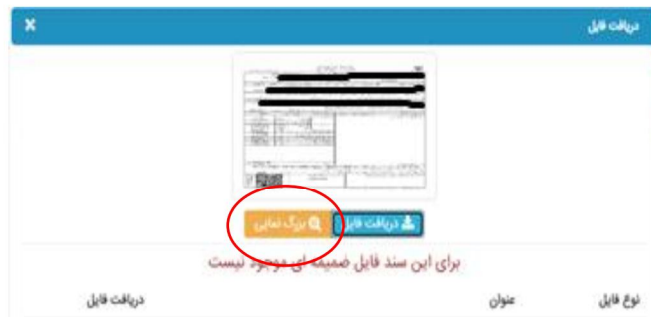 دریافت فایل
دریافت فایل بزرگ نمایی
برای این سند فایل ضمیمه ای موجود نیست
نوع فایل عنوان دریافت فایل